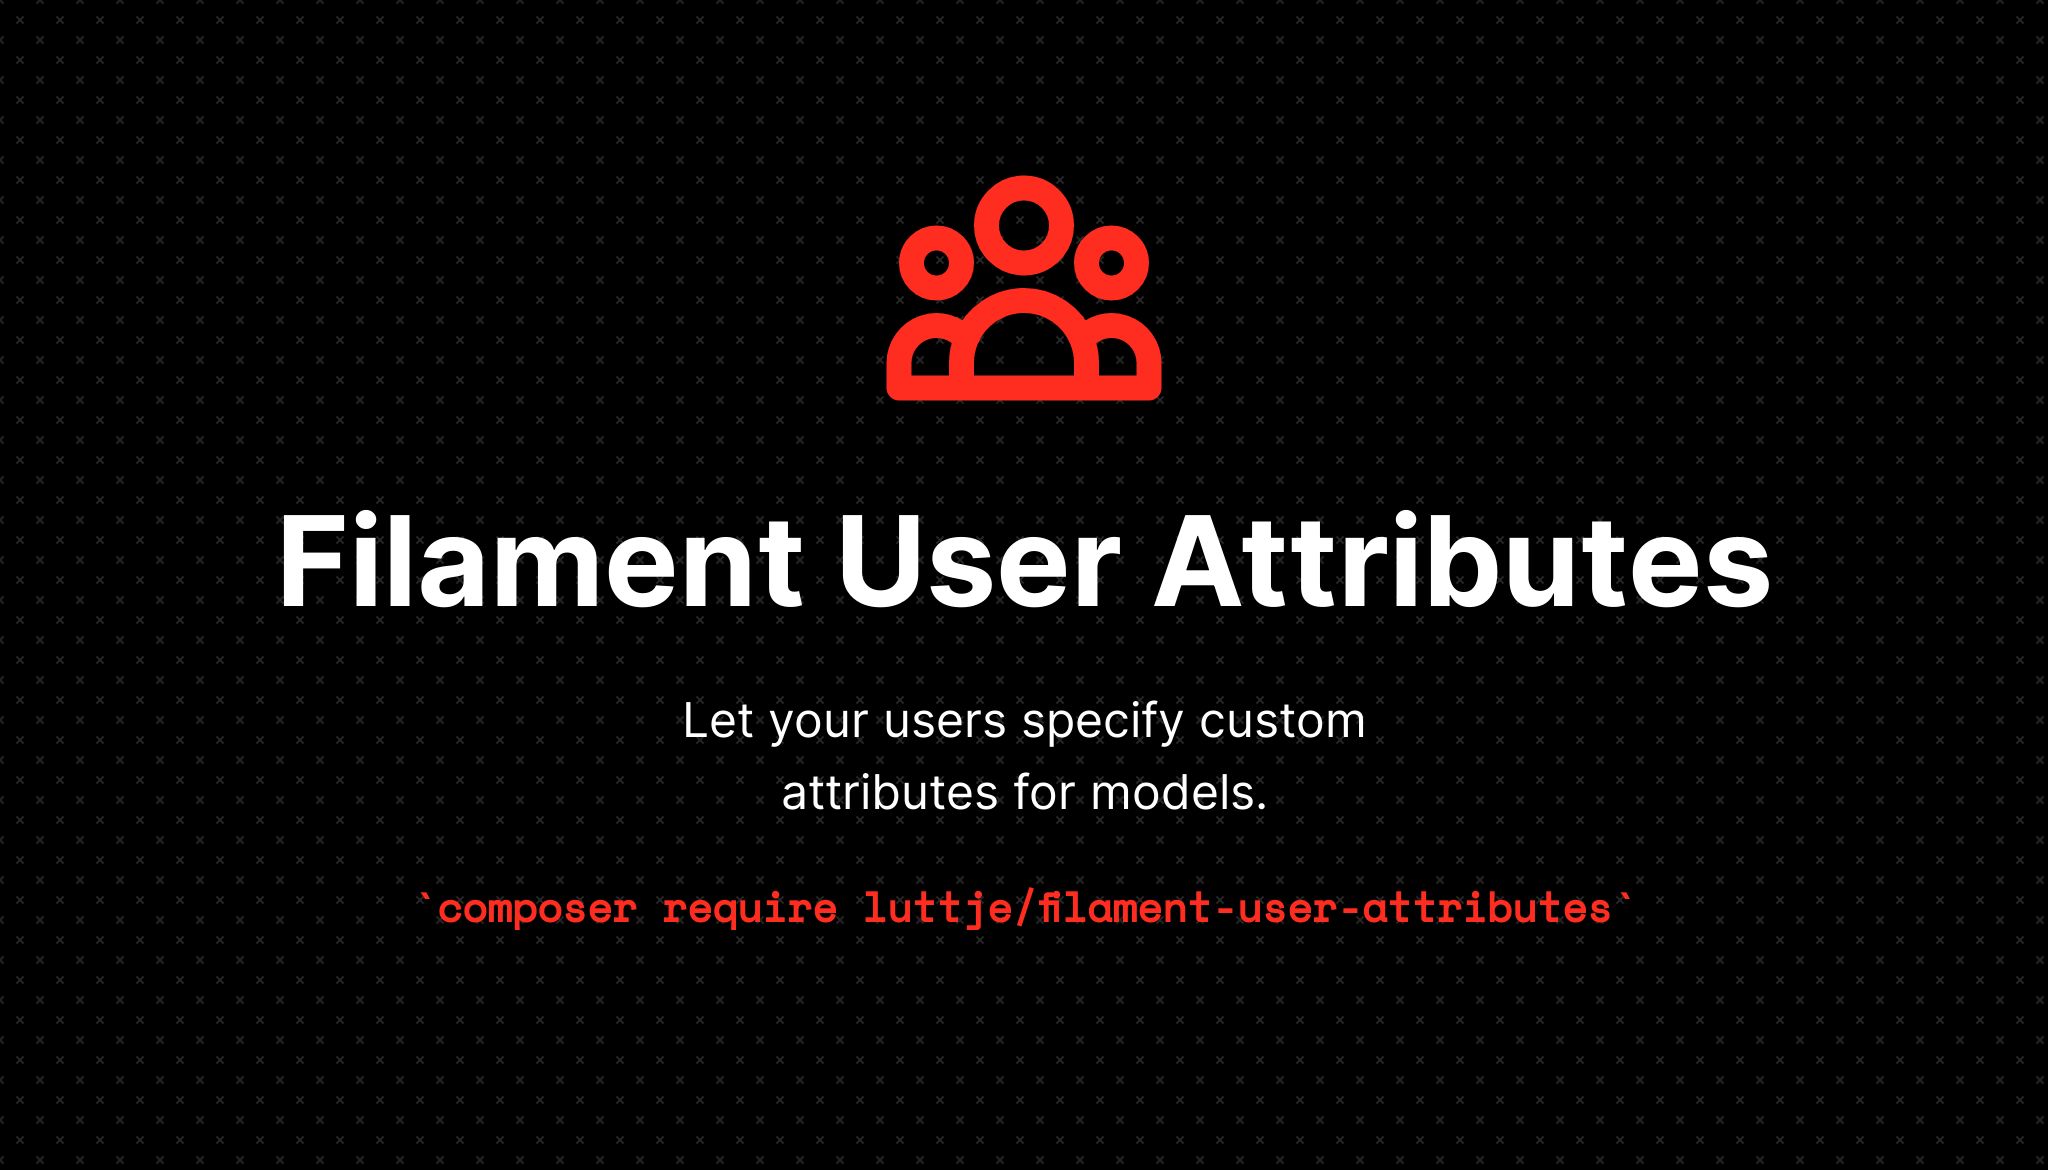 Filament User Attributes
Let your users specify custom
attributes for models.
`composer require luttje/filament-user-attributes`